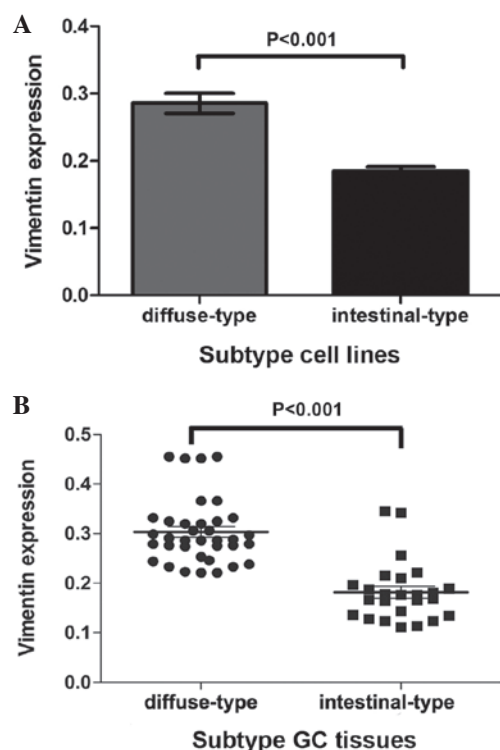 A
P<0.001
Vimentin expression
0.4
0.3
0.2
0.1
0.0
diffuse-type intestinal-type
Subtype cell lines
B
P<0.001
Vimentin expression
0.5
0.4
0.3
0.2
0.1
0.0
diffuse-type intestinal-type
Subtype GC tissues